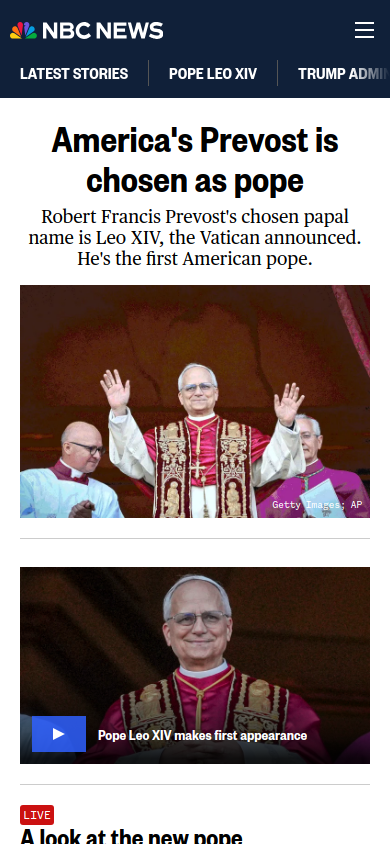 NBC NEWS
LATEST STORIES
POPE LEO XIV
TRUMP
America's Prevost is
chosen as pope
Robert Francis Prevost's chosen papal
name is Leo XIV, the Vatican announced.
He's the first American pope.
Getty Images; AP
Pope Leo XIV makes first appearance
LIVE
A look at the new pope